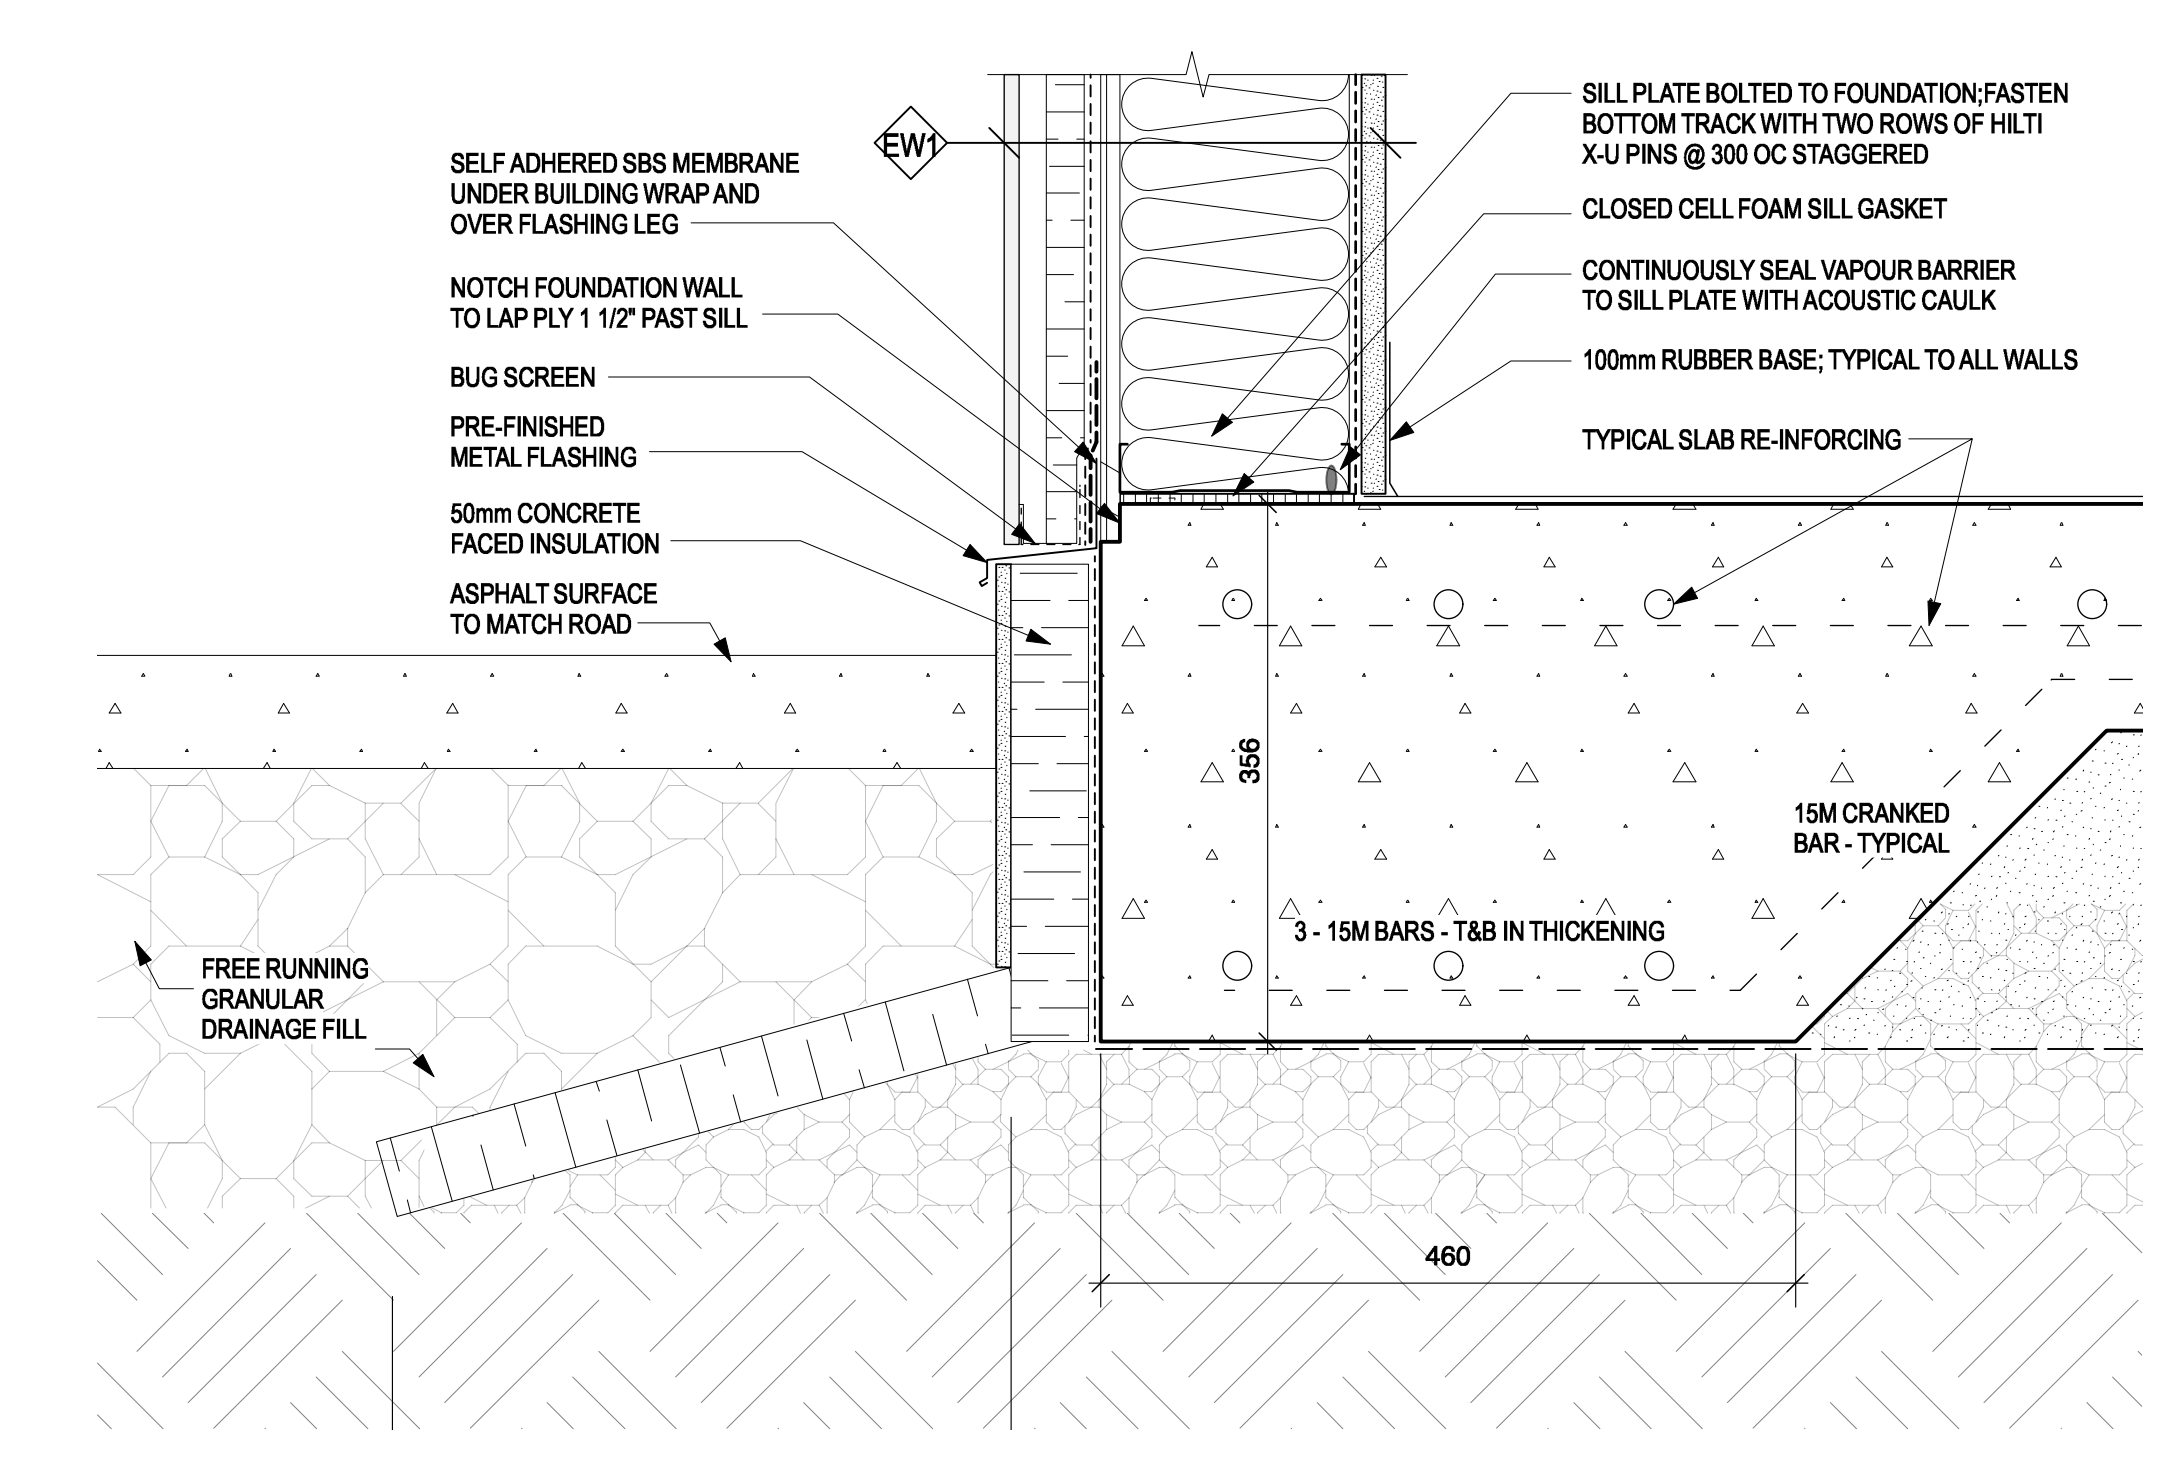 EW1
SELF ADHERED SBS MEMBRANE
UNDER BUILDING WRAP AND
OVER FLASHING LEG
NOTCH FOUNDATION WALL
TO LAP PLY 1 1/2" PAST SILL
BUG SCREEN
PRE-FINISHED
METAL FLASHING
50mm CONCRETE
FACED INSULATION
ASPHALT SURFACE
TO MATCH ROAD
FREE RUNNING
GRANULAR
DRAINAGE FILL
SILL PLATE BOLTED TO FOUNDATION;FASTEN
BOTTOM TRACK WITH TWO ROWS OF HILTI
X-U PINS @ 300 OC STAGGERED
CLOSED CELL FOAM SILL GASKET
CONTINUOUSLY SEAL VAPOUR BARRIER
TO SILL PLATE WITH ACOUSTIC CAULK
100mm RUBBER BASE; TYPICAL TO ALL WALLS
TYPICAL SLAB RE-INFORCING
356
15M CRANKED
BAR - TYPICAL
3 - 15M BARS - T&B IN THICKENING
460